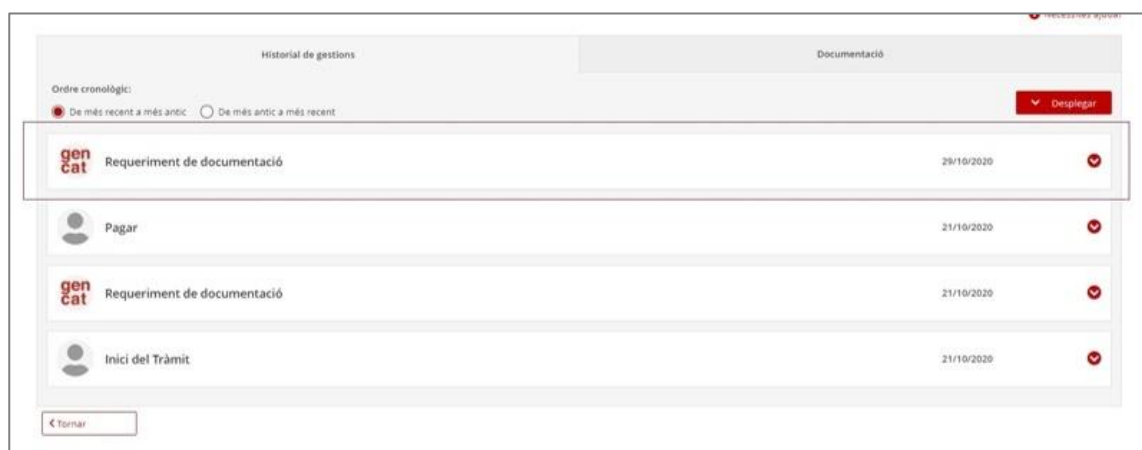 Necessites ajuda?
Historial de gestions
Documentació
Ordre cronològic:
De més recent a més antic
De més antic a més recent
Desplegar
gen
cat
Requeriment de documentació
29/10/2020
Pagar
21/10/2020
gen
cat
Requeriment de documentació
21/10/2020
Inici del Tràmit
21/10/2020
Tornar